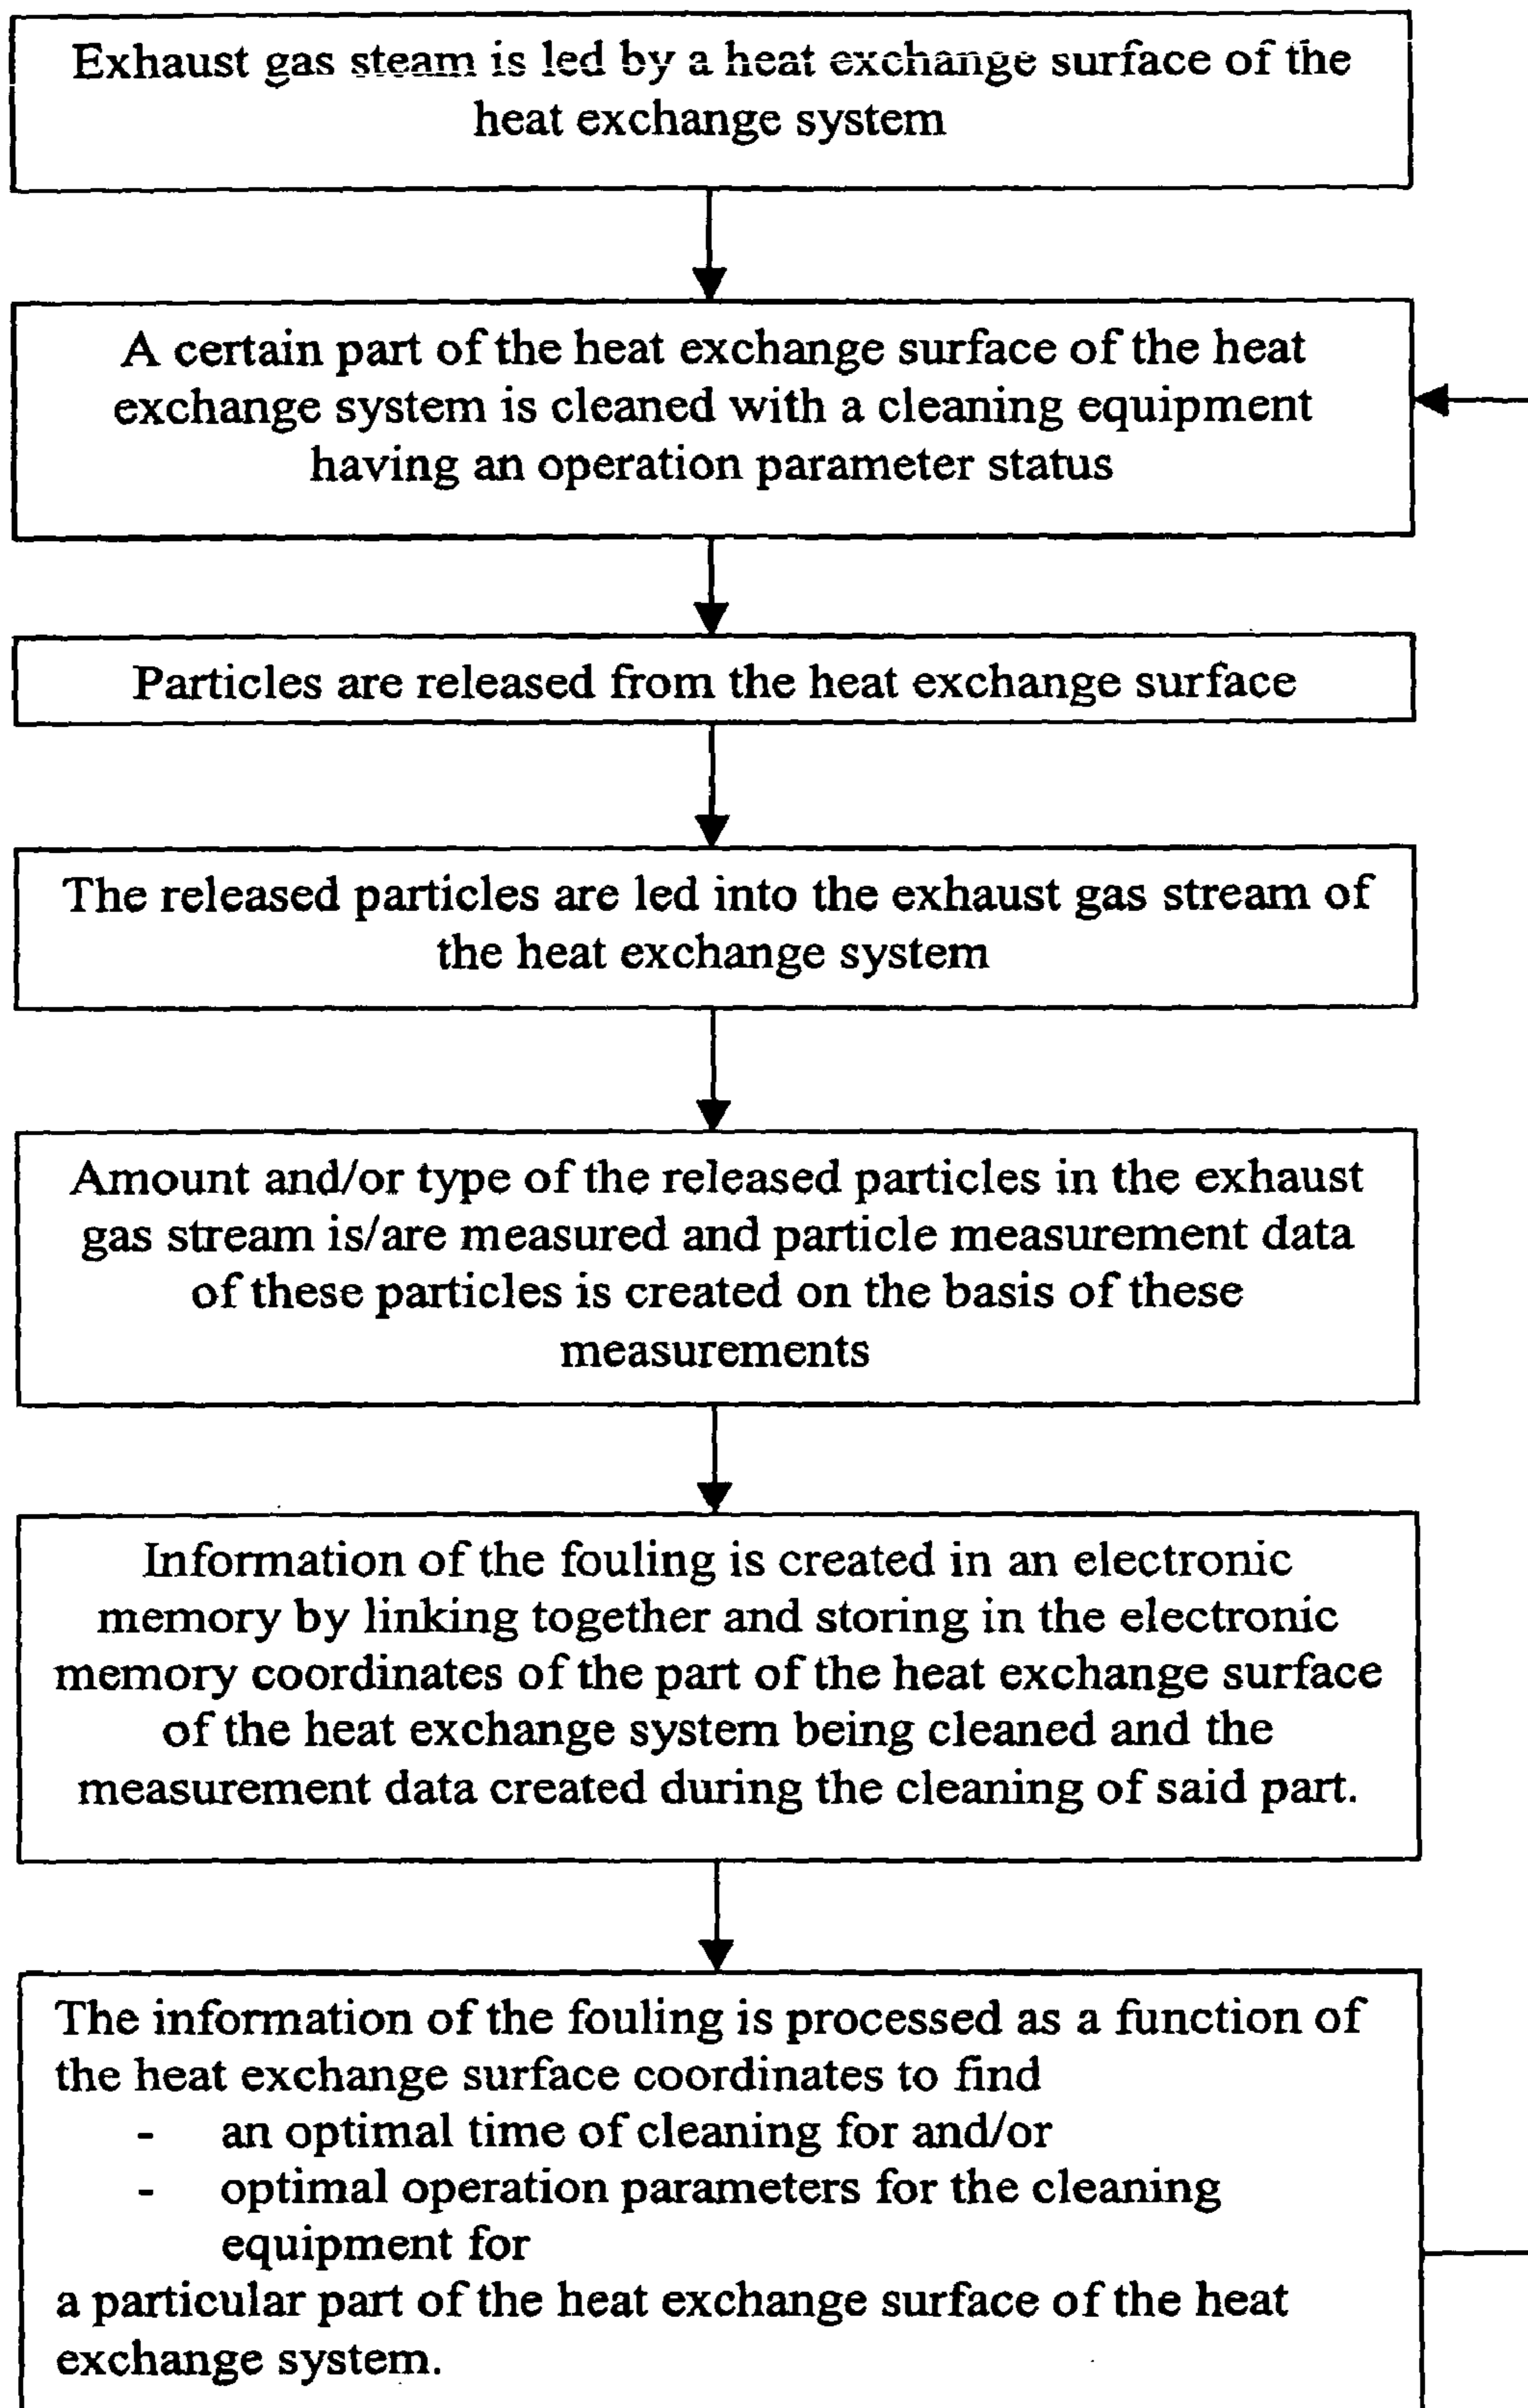 Exhaust gas steam is led by a heat exchange surface of the
heat exchange system
A certain part of the heat exchange surface of the heat
exchange system is cleaned with a cleaning equipment
having an operation parameter status
Particles are released from the heat exchange surface
The released particles are led into the exhaust gas stream of
the heat exchange system
Amount and/or type of the released particles in the exhaust
gas stream is/are measured and particle measurement data
of these particles is created on the basis of these
measurements
Information of the fouling is created in an electronic
memory by linking together and storing in the electronic
memory coordinates of the part of the heat exchange surface
of the heat exchange system being cleaned and the
measurement data created during the cleaning of said part.
The information of the fouling is processed as a function of
the heat exchange surface coordinates to find
- an optimal time of cleaning for and/or
- optimal operation parameters for the cleaning
equipment for
a particular part of the heat exchange surface of the heat
exchange system.